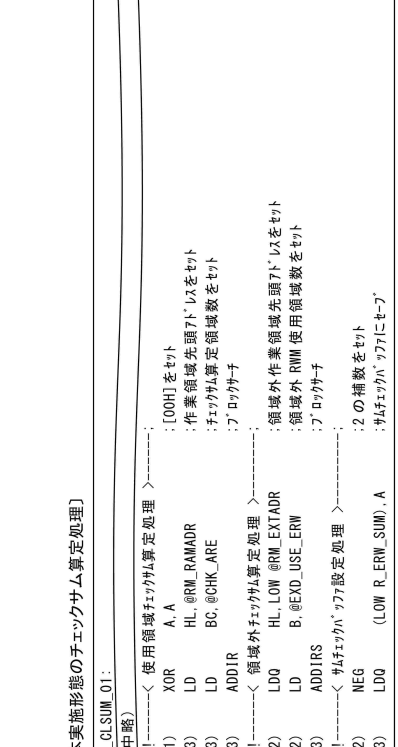 本実施形態のチェックサム算定処理]
CLSUM_01:
中略)
!------< 使用領域ﾁｪｯｸｻﾑ算定処理 >------;
1) XOR A,A ;[00H]をセット
3) LD HL,@RM_RAMADR ;作業領域先頭ｱﾄﾞﾚｽをセット
3) LD BC,@CHK_ARE ;ﾁｪｯｸｻﾑ算定領域数をセット
3) ADDIR ;ﾌﾞﾛｯｸｻｰﾁ
!------< 領域外ﾁｪｯｸｻﾑ算定処理 >------;
2) LDQ HL,LOW @RM_EXTADR ;領域外作業領域先頭ｱﾄﾞﾚｽをセット
2) LD B,@EXD_USE_ERW ;領域外 RWM 使用領域数をセット
3) ADDIRS ;ﾌﾞﾛｯｸｻｰﾁ
!------< ｻﾑﾁｪｯｸﾊﾞｯﾌｧ設定処理 >------;
2) NEG ;2 の補数をセット
3) LDQ (LOW R_ERW_SUM),A ;ｻﾑﾁｪｯｸﾊﾞｯﾌｧにセーブ